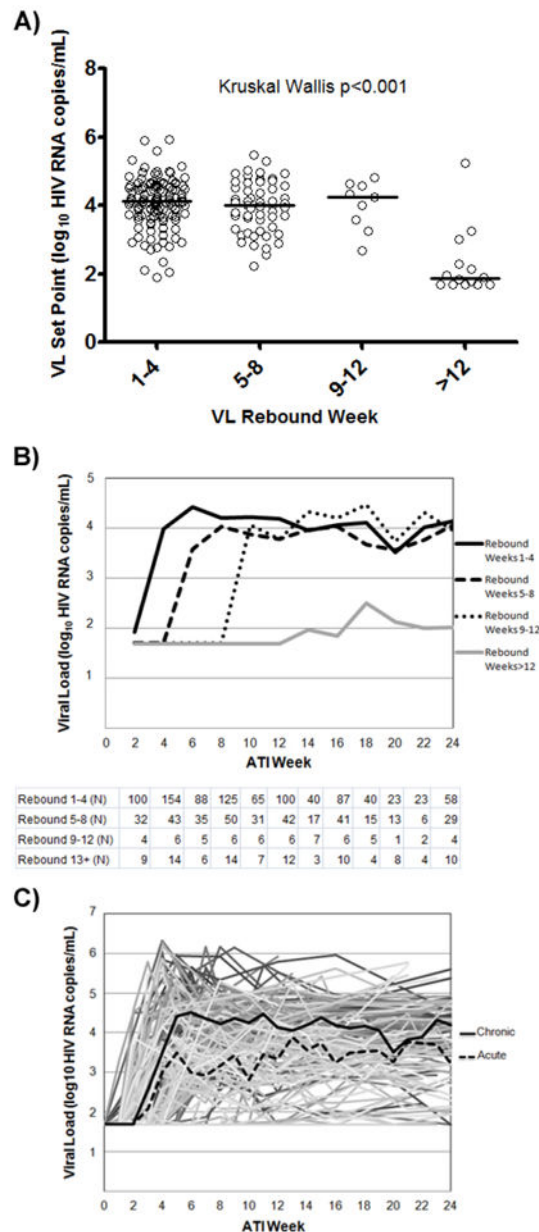 A)
Kruskal Wallis p<0.001
VL Set Point (log10 HIV RNA copies/mL)
8
6
4
2
0
1-4
5-8
9-12
>12
VL Rebound Week
B)
Viral Load (log10 HIV RNA copies/mL)
5
4
3
2
1
0 2 4 6 8 10 12 14 16 18 20 22 24
ATI Week
Rebound
Weeks 1-4
Rebound
Weeks 5-8
Rebound
Weeks 9-12
Rebound
Weeks>12
Rebound 1-4 (N) 100 154 88 125 65 100 40 87 40 23 23 58
Rebound 5-8 (N) 32 43 35 50 31 42 17 41 15 13 6 29
Rebound 9-12 (N) 4 6 5 6 6 6 7 6 5 1 2 4
Rebound 13+ (N) 9 14 6 14 7 12 3 10 4 8 4 10
C)
Viral Load (log10 HIV RNA copies/mL)
7
6
5
4
3
2
1
0 2 4 6 8 10 12 14 16 18 20 22 24
ATI Week
Chronic
Acute